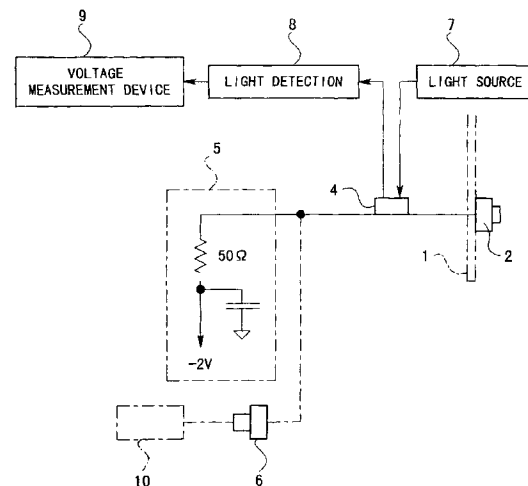 9
8
7
VOLTAGE
MEASUREMENT DEVICE
LIGHT DETECTION
LIGHT SOURCE
5
4
50Ω
1
2
-2V
10
6